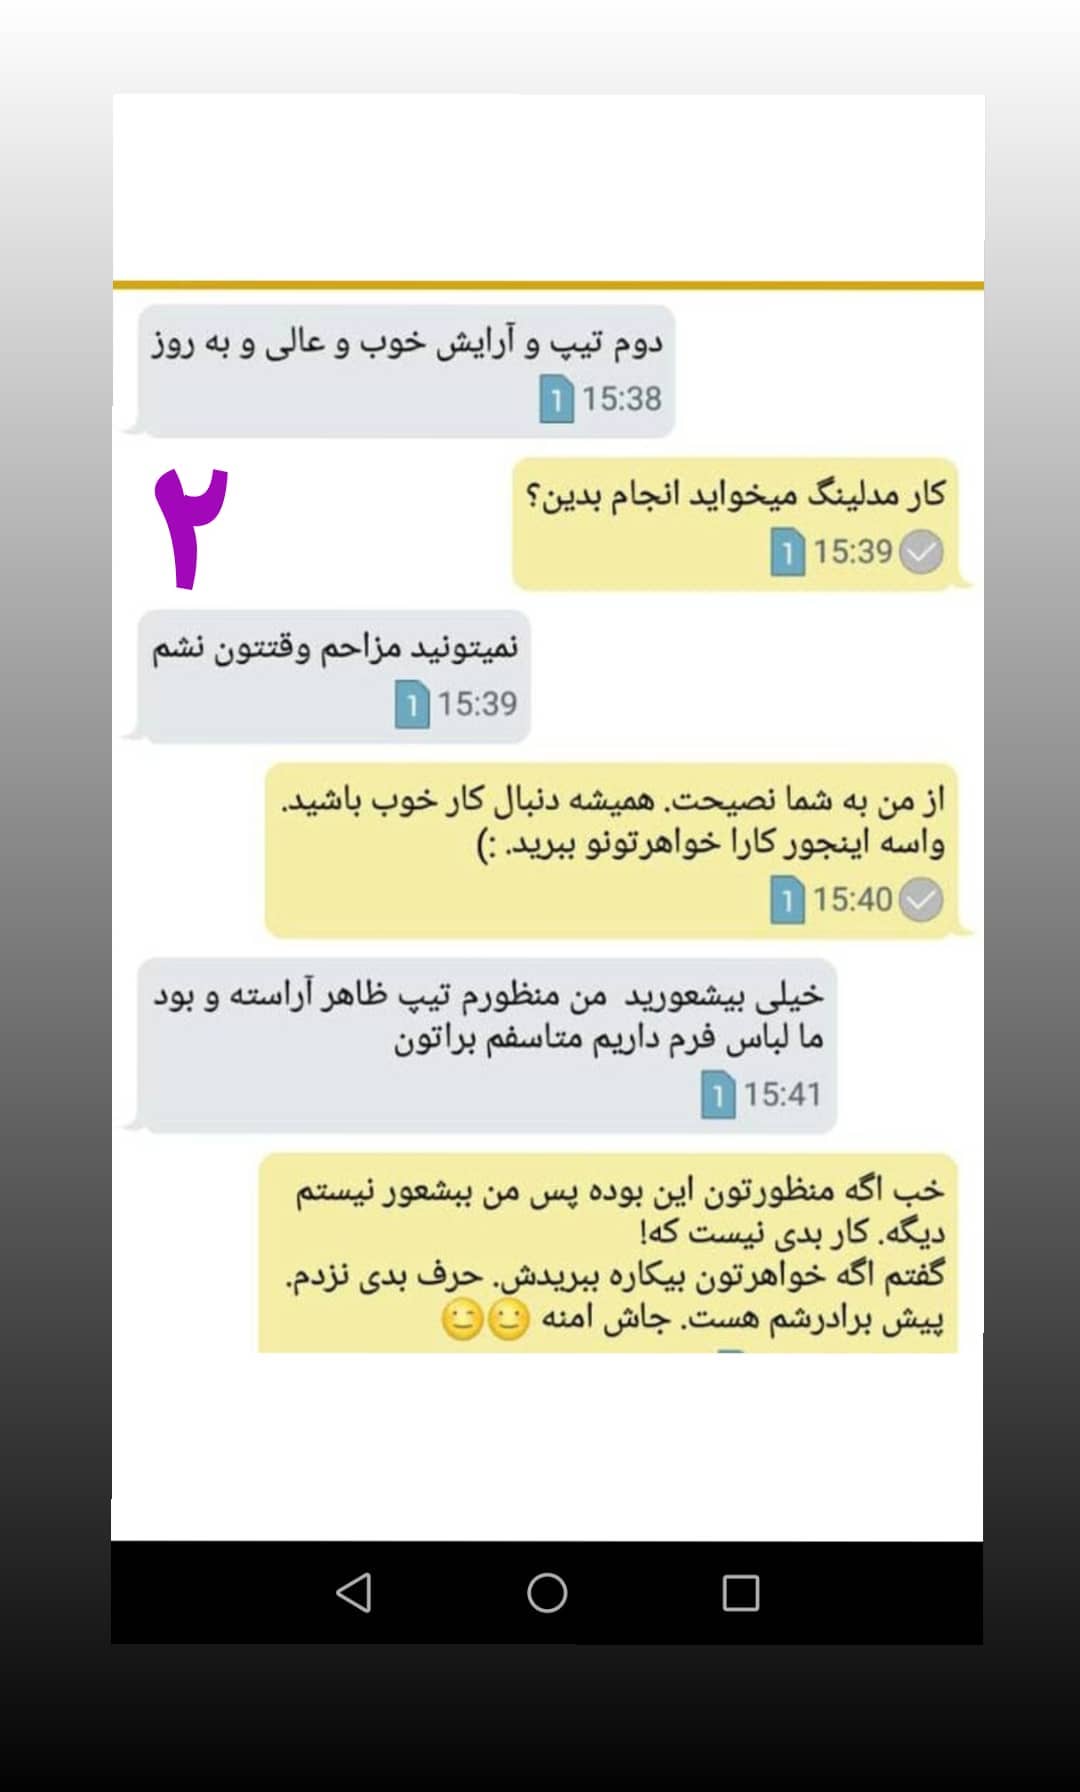 دوم تیپ و آرایش خوب و عالی و به روز
15:38 1
۲
کار مدلینگ میخواید انجام بدین؟
15:39 1
نمیتونید مزاحم وقتتون نشم
15:39 1
از من به شما نصیحت. همیشه دنبال کار خوب باشید.
واسه اینجور کارا خواهرتونو ببرید. :)
15:40 1
خیلی بیشعورید من منظورم تیپ ظاهر آراسته و بود
ما لباس فرم داریم متاسفم براتون
15:41 1
خب اگه منظورتون این بوده پس من ببشعور نیستم
دیگه. کار بدی نیست که!
گفتم اگه خواهرتون بیکاره ببریدش. حرف بدی نزدم.
پیش برادرشم هست. جاش امنه 😉😉